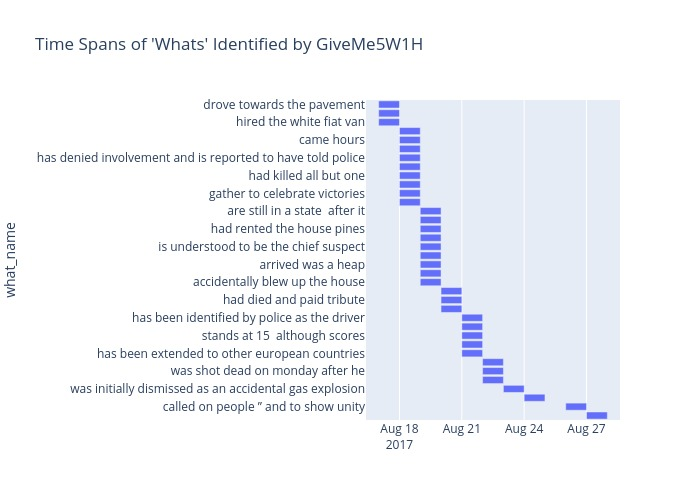 Time Spans of 'Whats' Identified by GiveMe5W1H
drove towards the pavement
hired the white fiat van
came hours
has denied involvement and is reported to have told police
had killed all but one
gather to celebrate victories
are still in a state  after it
had rented the house pines
is understood to be the chief suspect
arrived was a heap
accidentally blew up the house
had died and paid tribute
has been identified by police as the driver
stands at 15  although scores
has been extended to other european countries
was shot dead on monday after he
was initially dismissed as an accidental gas explosion
called on people ” and to show unity
what_name
Aug 18 Aug 21 Aug 24 Aug 27
2017